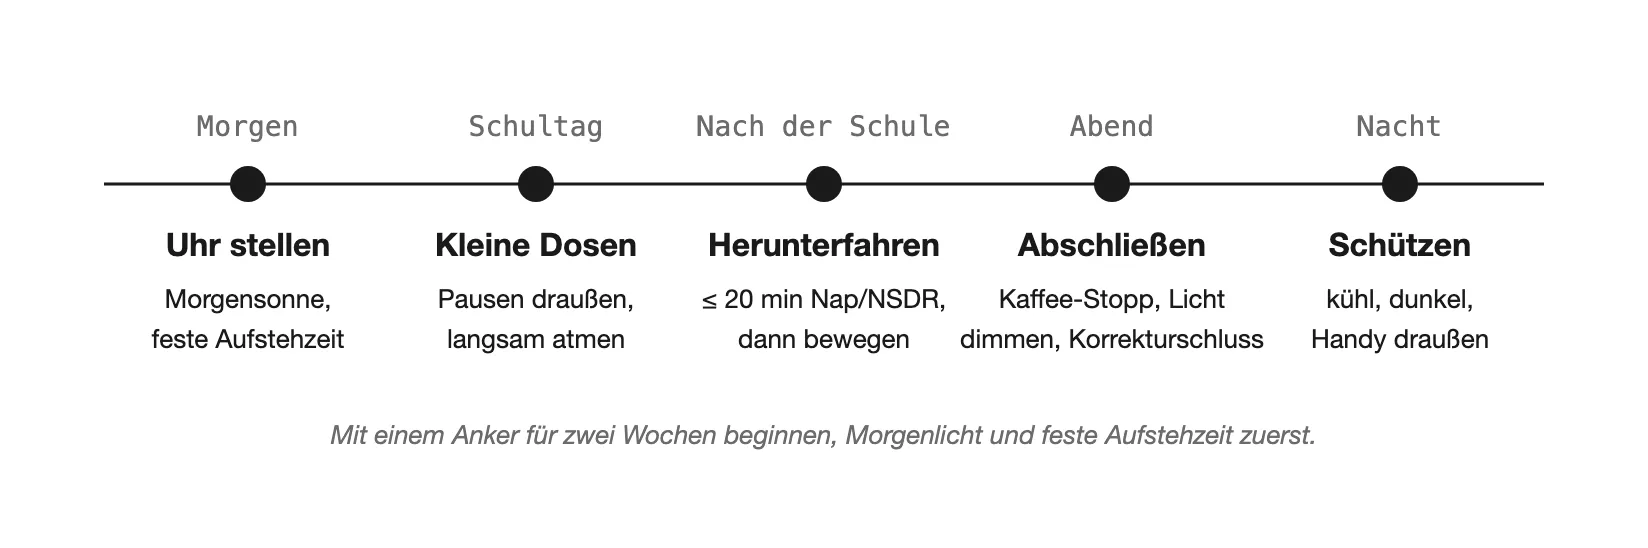 Morgen
Schultag
Nach der Schule
Abend
Nacht
Uhr stellen
Kleine Dosen
Herunterfahren
Abschließen
Schützen
Morgensonne,
feste Aufstehzeit
Pausen draußen,
langsam atmen
≤ 20 min Nap/NSDR,
dann bewegen
Kaffee-Stopp, Licht
dimmen, Korrekturschluss
kühl, dunkel,
Handy draußen
Mit einem Anker für zwei Wochen beginnen, Morgenlicht und feste Aufstehzeit zuerst.